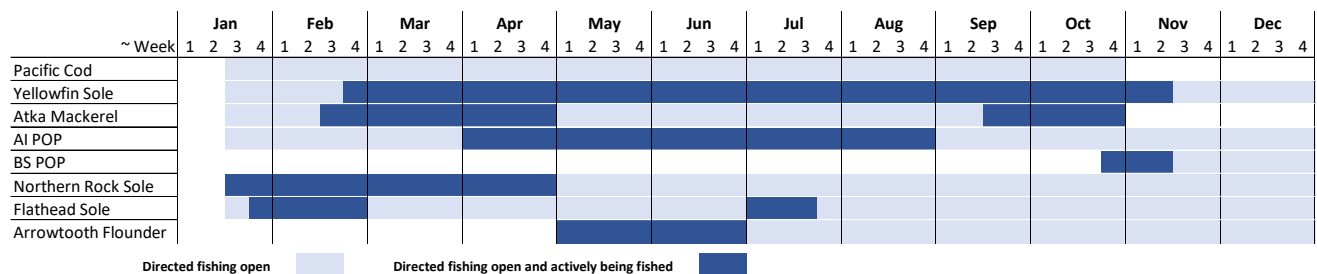 Jan Feb Mar Apr May Jun Jul Aug Sep Oct Nov Dec
~ Week 1 2 3 4 1 2 3 4 1 2 3 4 1 2 3 4 1 2 3 4 1 2 3 4 1 2 3 4 1 2 3 4 1 2 3 4 1 2 3 4 1 2 3 4 1 2 3 4
Pacific Cod
Yellowfin Sole
Atka Mackerel
AI POP
BS POP
Northern Rock Sole
Flathead Sole
Arrowtooth Flounder
Directed fishing open Directed fishing open and actively being fished